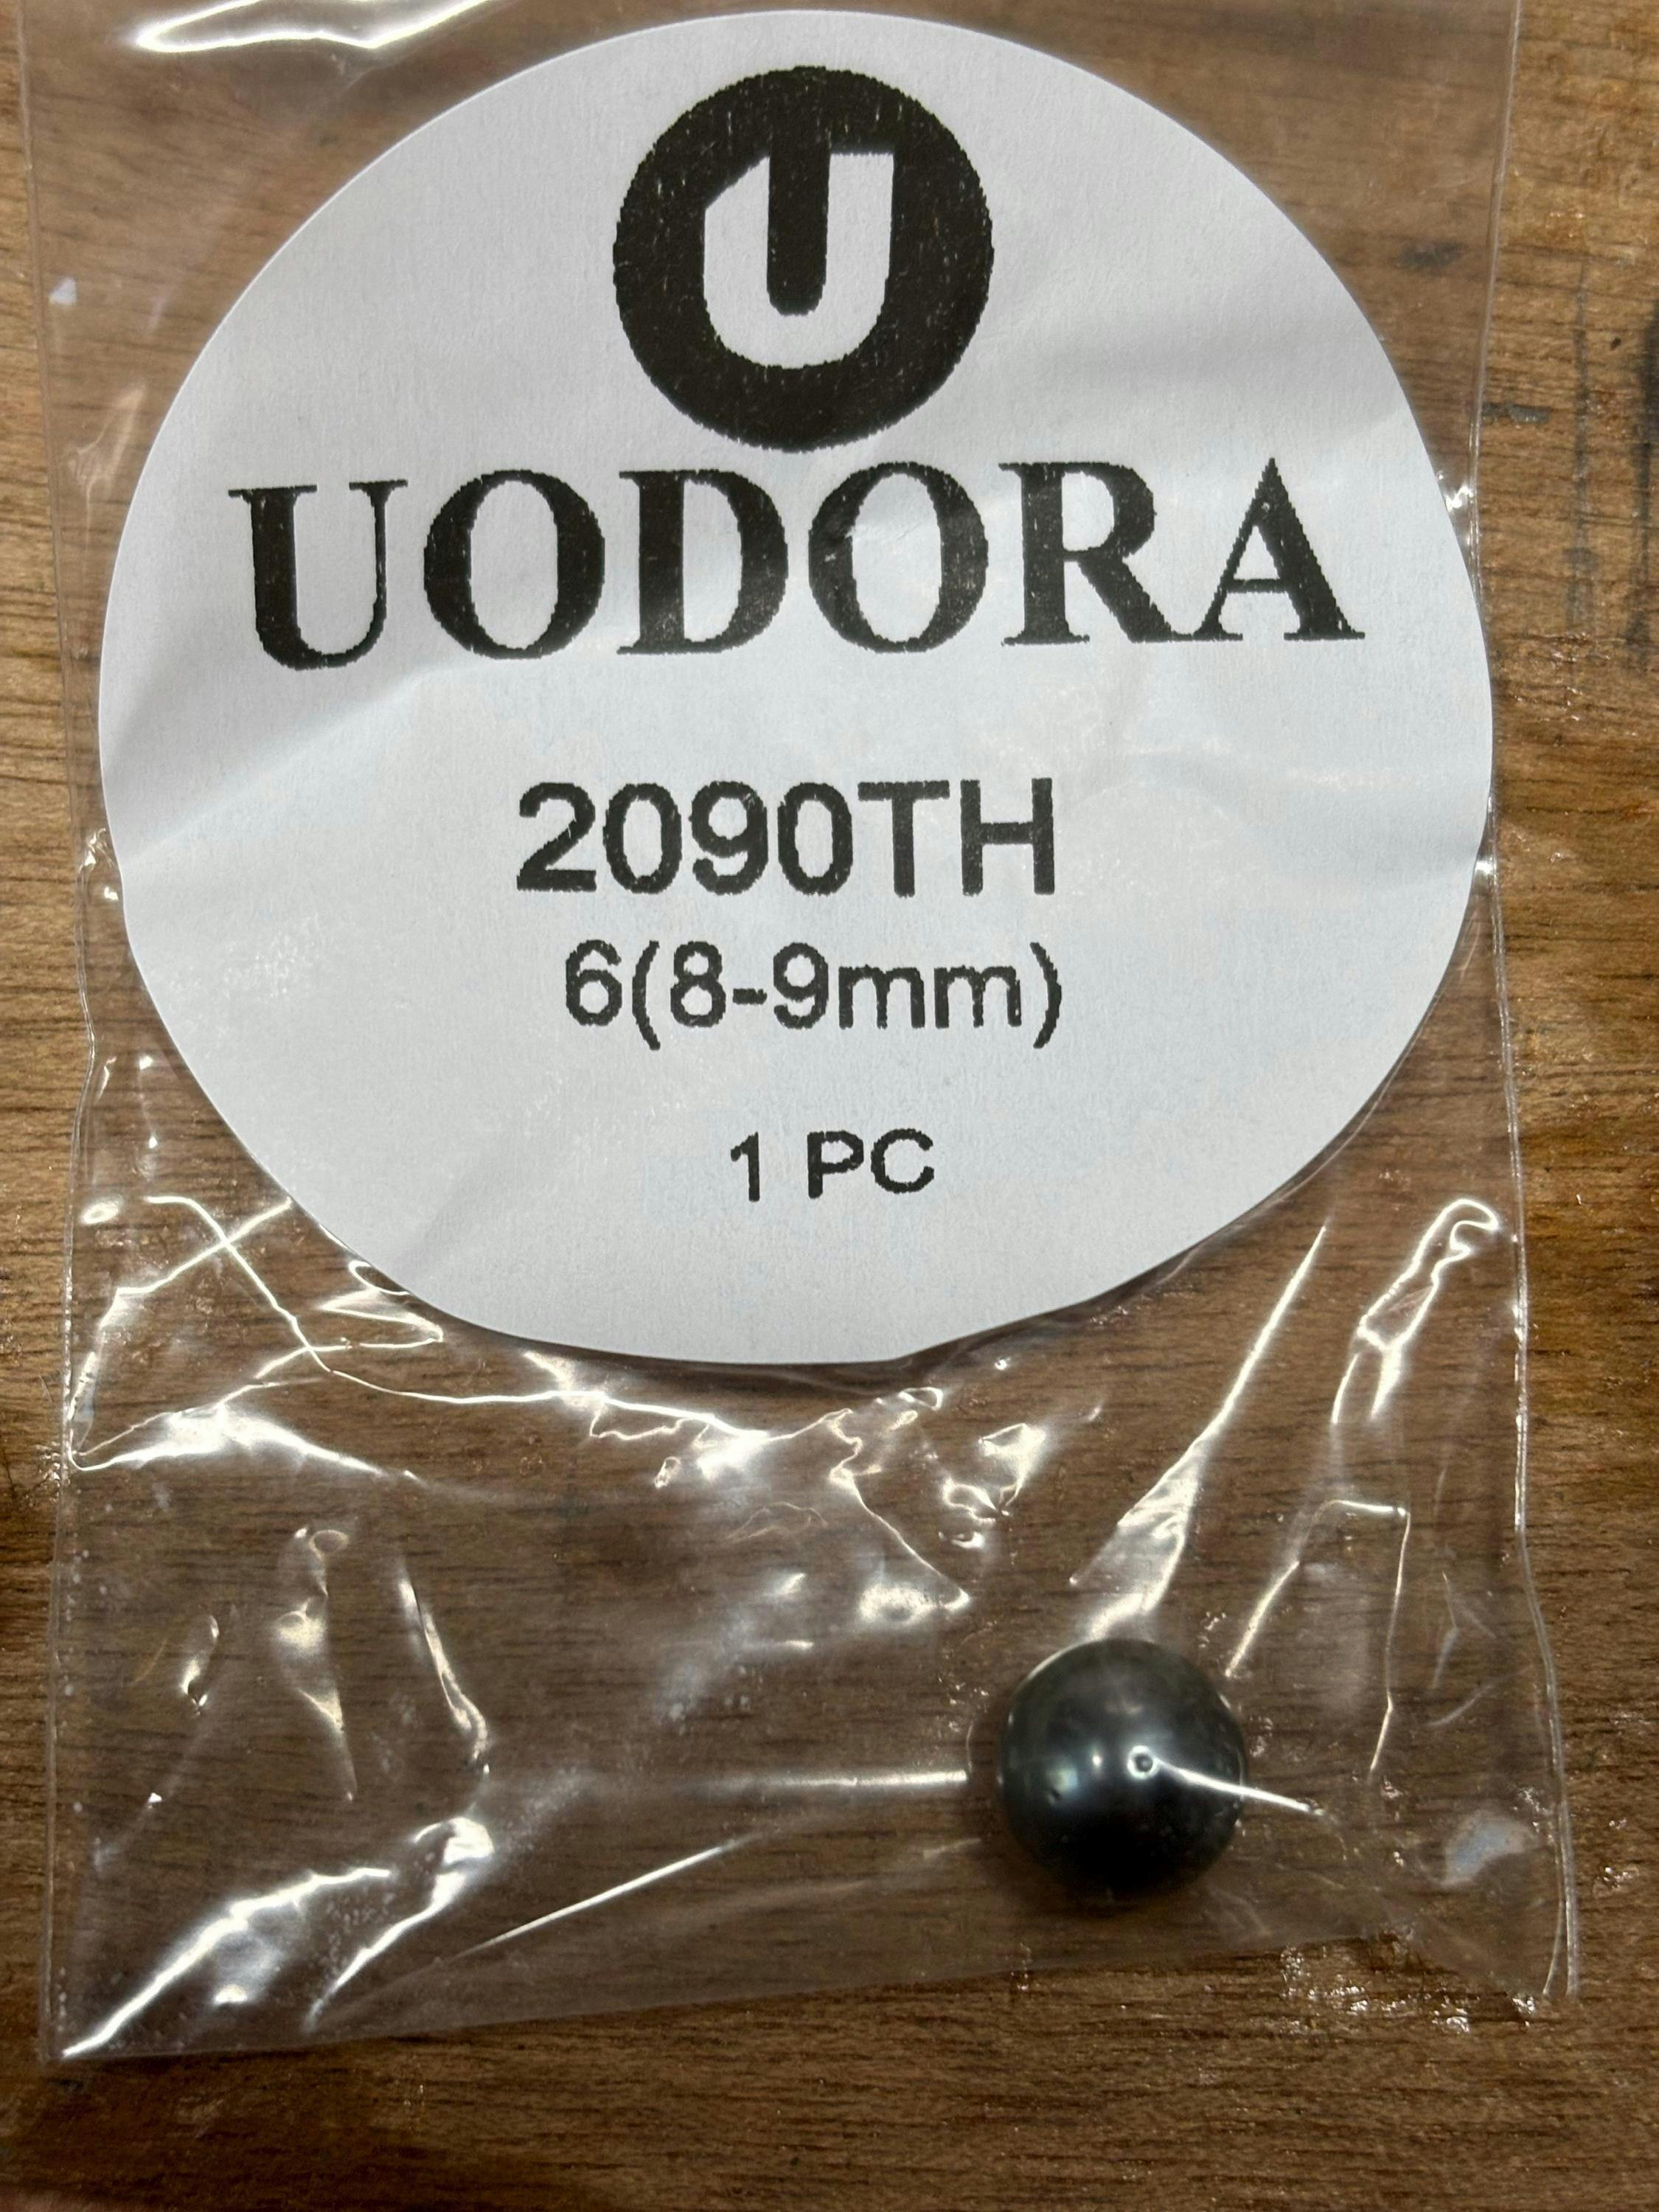 U
UODORA
2090TH
6(8-9mm)
1 PC